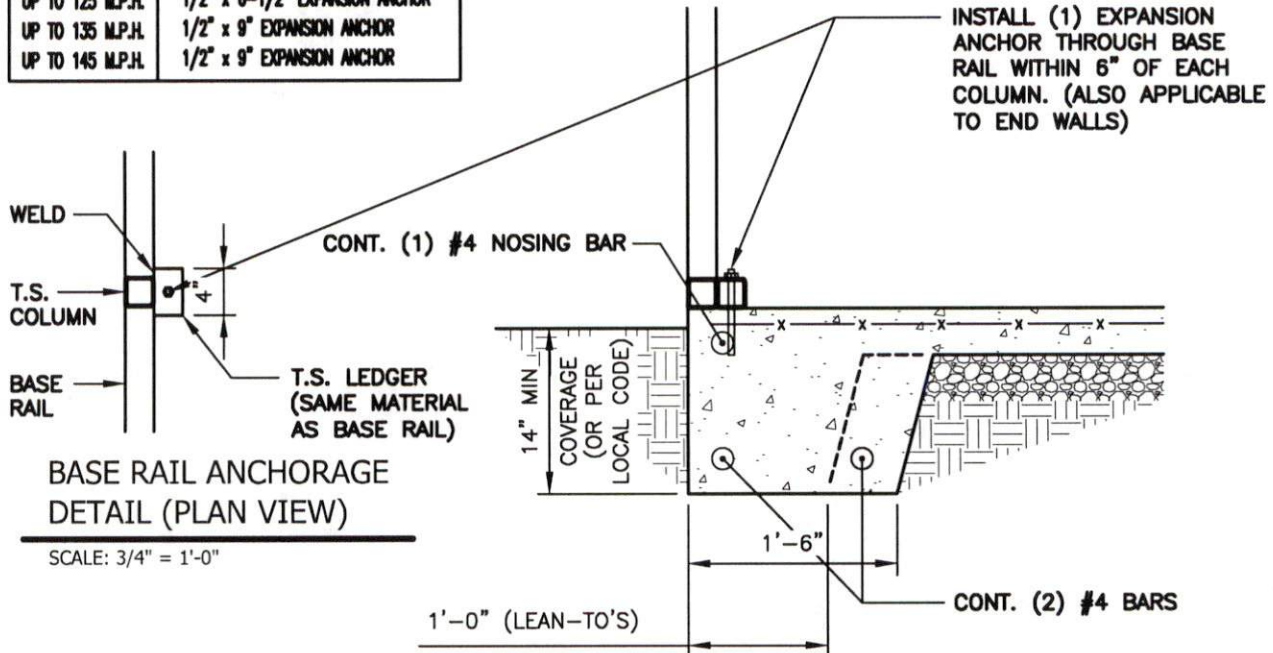 UP TO 125 M.P.H. 1/2" x 6-1/2" EXPANSION ANCHOR
UP TO 135 M.P.H. 1/2" x 9" EXPANSION ANCHOR
UP TO 145 M.P.H. 1/2" x 9" EXPANSION ANCHOR
INSTALL (1) EXPANSION
ANCHOR THROUGH BASE
RAIL WITHIN 6" OF EACH
COLUMN. (ALSO APPLICABLE
TO END WALLS)
WELD
CONT. (1) #4 NOSING BAR
T.S.
COLUMN
4"
BASE
RAIL
T.S. LEDGER
(SAME MATERIAL
AS BASE RAIL)
14" MIN
COVERAGE
(OR PER
LOCAL CODE)
x x x x x
BASE RAIL ANCHORAGE
DETAIL (PLAN VIEW)
SCALE: 3/4" = 1'-0"
1'-6"
CONT. (2) #4 BARS
1'-0" (LEAN-TO'S)